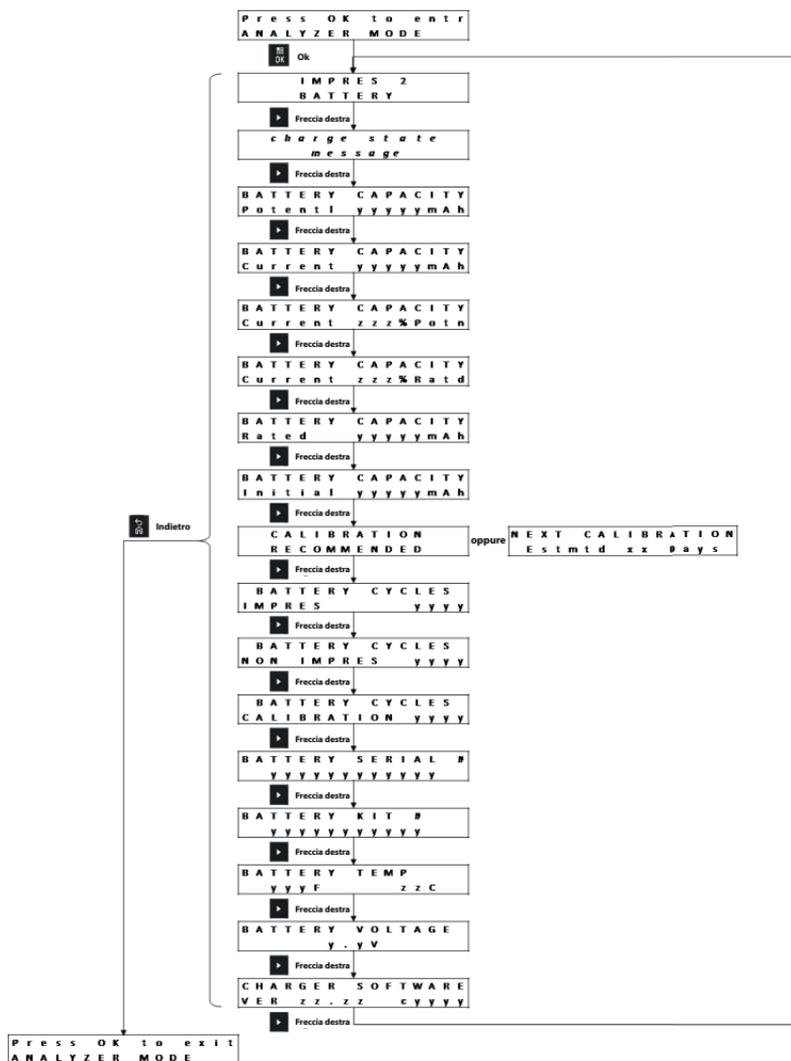 Press OK to entr
ANALYZER MODE
OK Ok
IMPRES 2
BATTERY
Freccia destra
charge state
message
Freccia destra
BATTERY CAPACITY
Potentl yyyyymAh
Freccia destra
BATTERY CAPACITY
Current yyyyymAh
Freccia destra
BATTERY CAPACITY
Current zzz%Potn
Freccia destra
BATTERY CAPACITY
Current zzz%Ratd
Freccia destra
BATTERY CAPACITY
Rated yyyyymAh
Freccia destra
BATTERY CAPACITY
Initial yyyyymAh
Freccia destra
Indietro
CALIBRATION
RECOMMENDED
oppure
NEXT CALIBRATION
Estmtd xx Days
Freccia destra
BATTERY CYCLES
IMPRES yyyy
Freccia destra
BATTERY CYCLES
NON IMPRES yyyy
Freccia destra
BATTERY CYCLES
CALIBRATION yyyy
Freccia destra
BATTERY SERIAL #
yyyyyyyyyyyy
Freccia destra
BATTERY KIT #
yyyyyyyyyyy
Freccia destra
BATTERY TEMP
yyyF zzC
Freccia destra
BATTERY VOLTAGE
y.yV
Freccia destra
CHARGER SOFTWARE
VER zz.zz cyyyy
Freccia destra
Press OK to exit
ANALYZER MODE